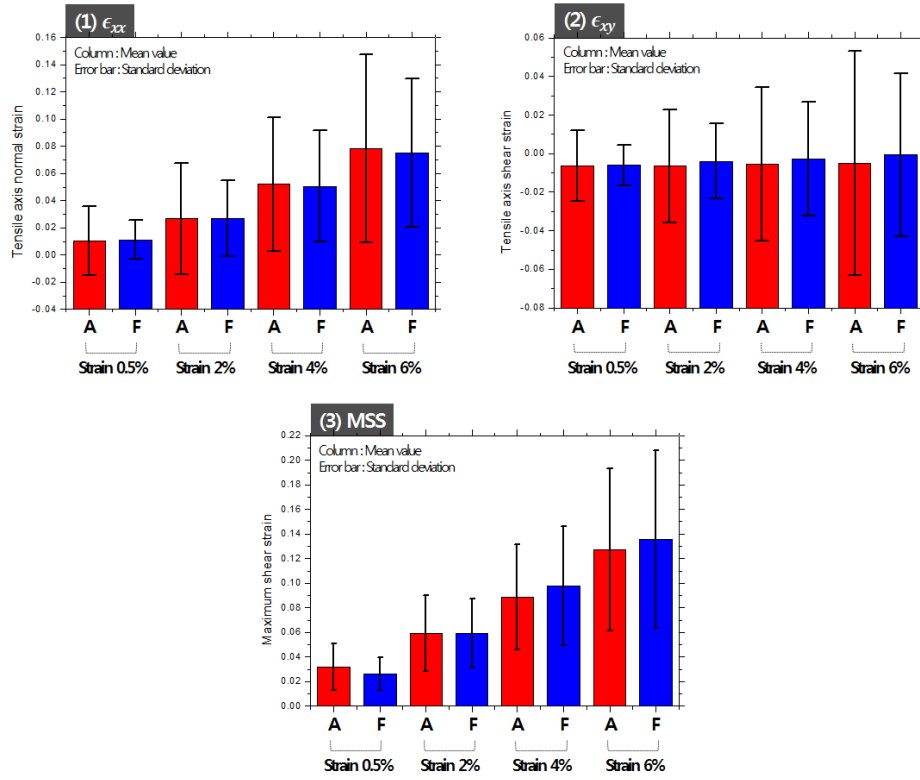 (1) ϵxx
Column : Mean value
Error bar : Standard deviation
Tensile axis normal strain
0.16
0.14
0.12
0.10
0.08
0.06
0.04
0.02
0.00
-0.02
-0.04
A F A F A F A F
Strain 0.5% Strain 2% Strain 4% Strain 6%
(2) ϵxy
Column : Mean value
Error bar : Standard deviation
Tensile axis shear strain
0.06
0.04
0.02
0.00
-0.02
-0.04
-0.06
-0.08
A F A F A F A F
Strain 0.5% Strain 2% Strain 4% Strain 6%
(3) MSS
Column : Mean value
Error bar : Standard deviation
Maximum shear strain
0.22
0.20
0.18
0.16
0.14
0.12
0.10
0.08
0.06
0.04
0.02
0.00
A F A F A F A F
Strain 0.5% Strain 2% Strain 4% Strain 6%